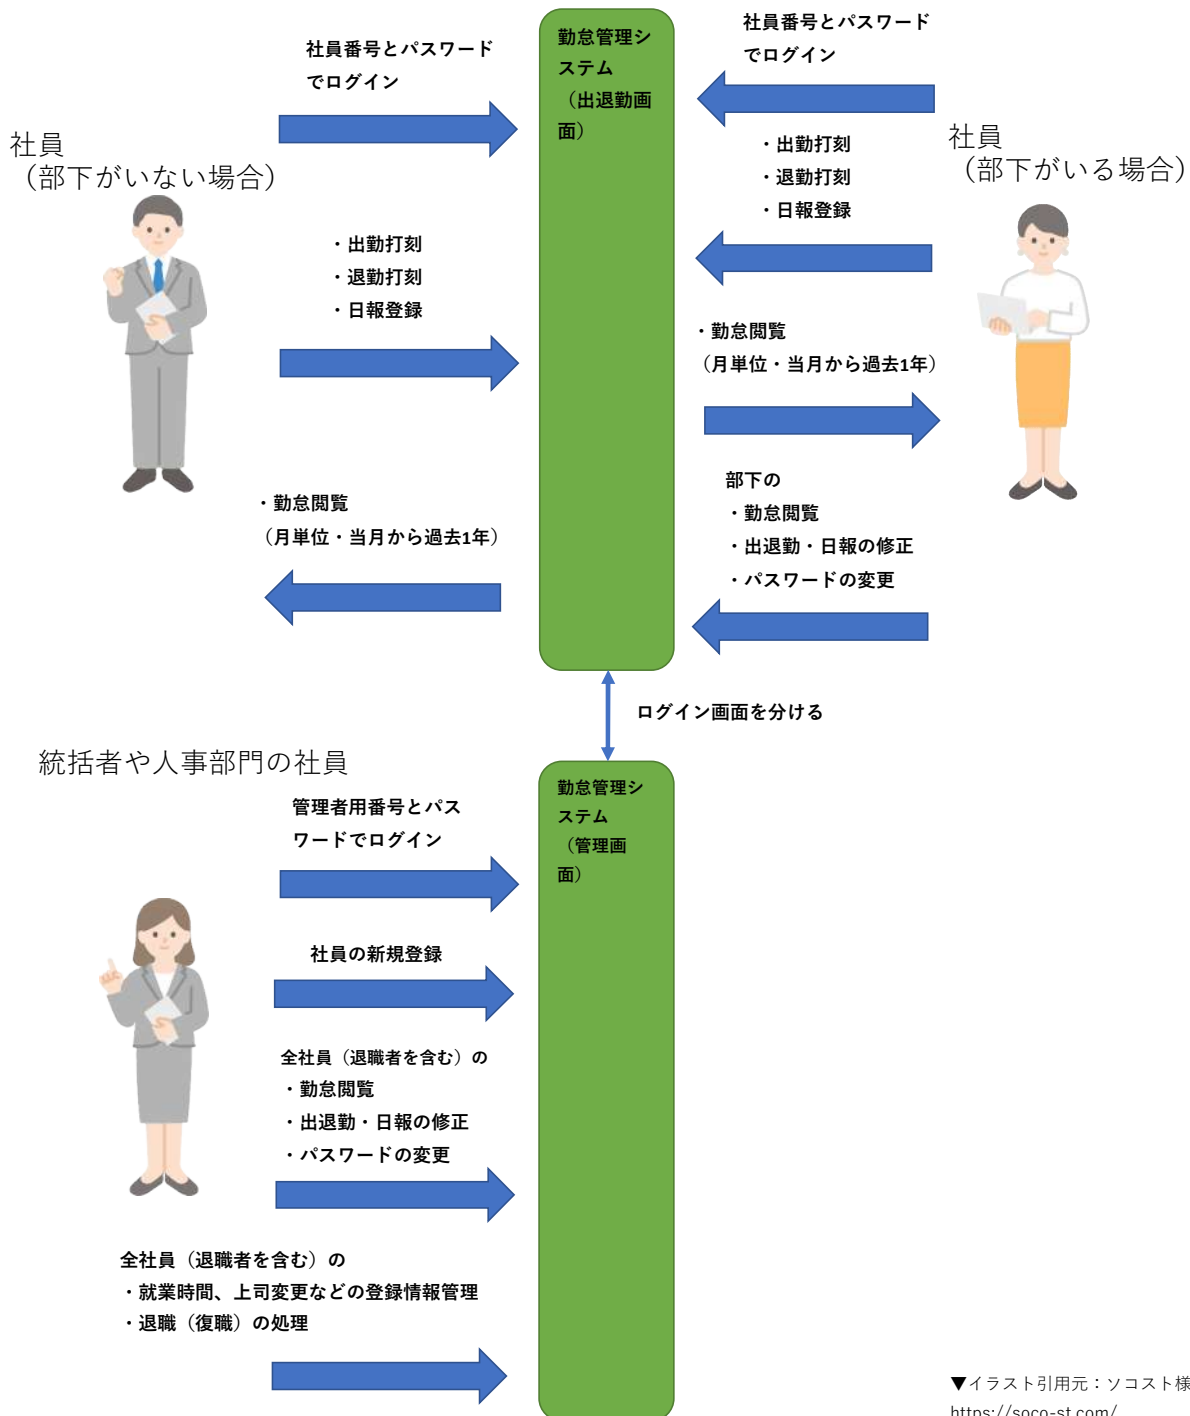 社員番号とパスワード
でログイン
勤怠管理シ
ステム
（出退勤画
面）
社員番号とパスワード
でログイン
社員
（部下がいない場合）
社員
（部下がいる場合）
・出勤打刻
・退勤打刻
・日報登録
・出勤打刻
・退勤打刻
・日報登録
・勤怠閲覧
（月単位・当月から過去1年）
・勤怠閲覧
（月単位・当月から過去1年）
部下の
・勤怠閲覧
・出退勤・日報の修正
・パスワードの変更
ログイン画面を分ける
統括者や人事部門の社員
管理者用番号とパス
ワードでログイン
勤怠管理シ
ステム
（管理画
面）
社員の新規登録
全社員（退職者を含む）の
・勤怠閲覧
・出退勤・日報の修正
・パスワードの変更
全社員（退職者を含む）の
・就業時間、上司変更などの登録情報管理
・退職（復職）の処理
▼イラスト引用元：ソコスト様
https://soco-st.com/